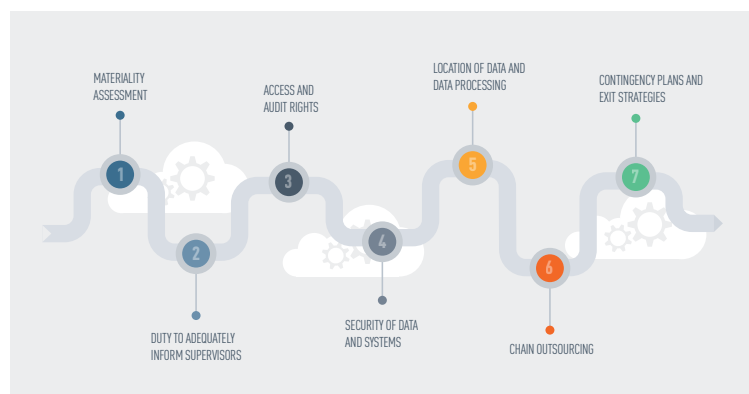 MATERIALITY
ASSESSMENT
1
2
DUTY TO ADEQUATELY
INFORM SUPERVISORS
ACCESS AND
AUDIT RIGHTS
3
4
SECURITY OF DATA
AND SYSTEMS
LOCATION OF DATA AND
DATA PROCESSING
5
6
CHAIN OUTSOURCING
CONTINGENCY PLANS AND
EXIT STRATEGIES
7